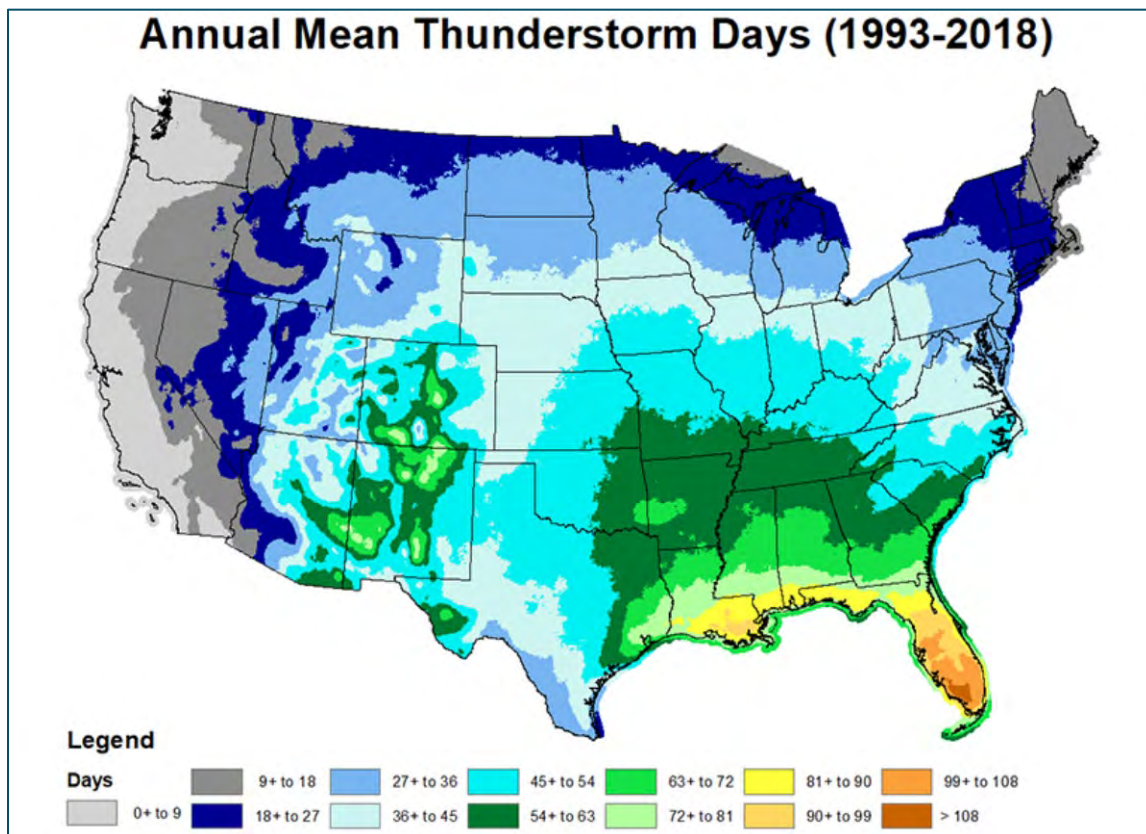 Annual Mean Thunderstorm Days (1993-2018)
Legend
Days
0+ to 9
9+ to 18
18+ to 27
27+ to 36
36+ to 45
45+ to 54
54+ to 63
63+ to 72
72+ to 81
81+ to 90
90+ to 99
99+ to 108
> 108